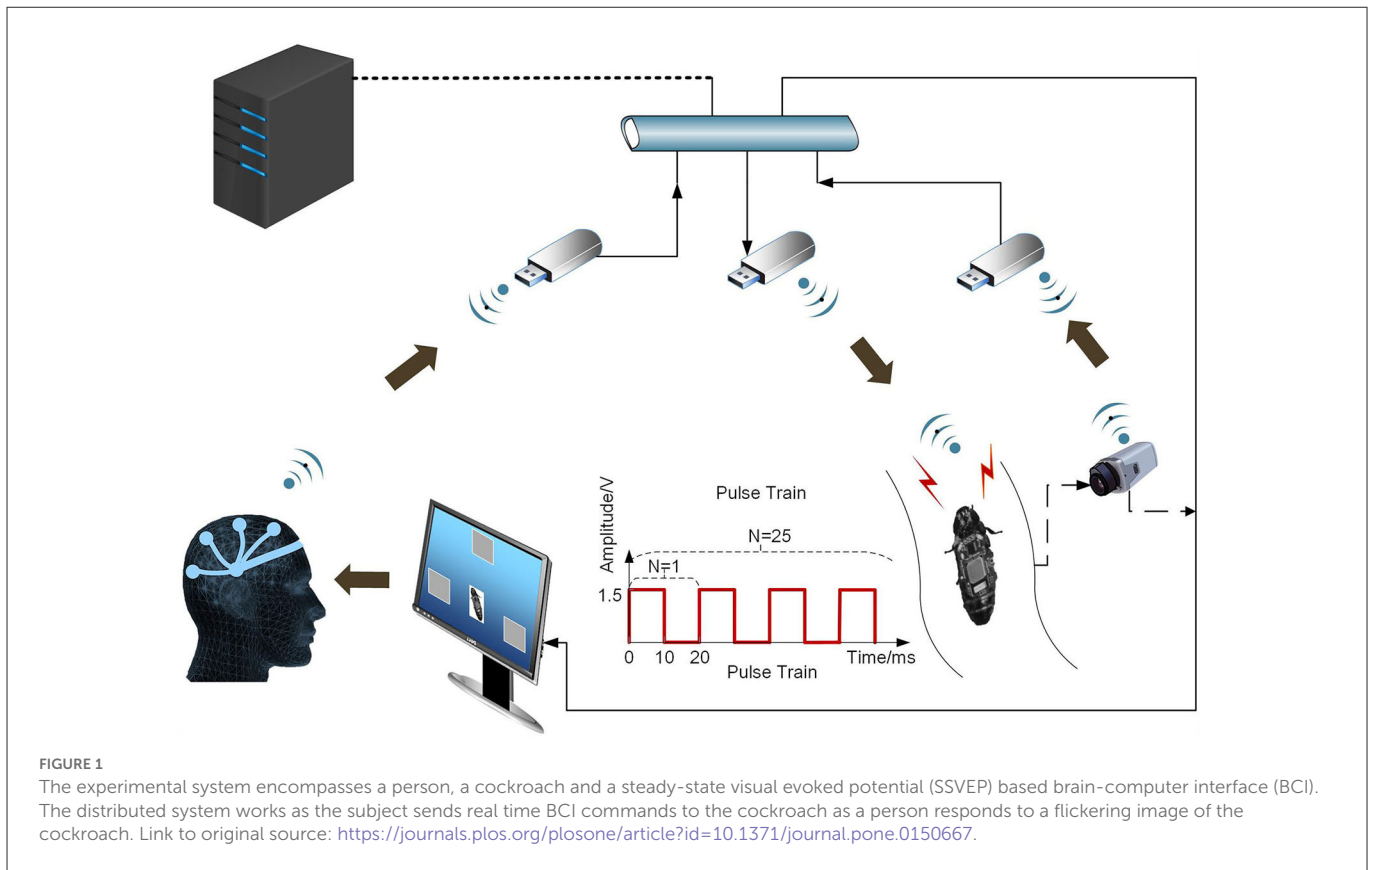 Pulse Train
Amplitude/V
N=25
N=1
1.5
0 10 20 Time/ms
Pulse Train
FIGURE 1
The experimental system encompasses a person, a cockroach and a steady-state visual evoked potential (SSVEP) based brain-computer interface (BCI).
The distributed system works as the subject sends real time BCI commands to the cockroach as a person responds to a flickering image of the
cockroach. Link to original source: https://journals.plos.org/plosone/article?id=10.1371/journal.pone.0150667.